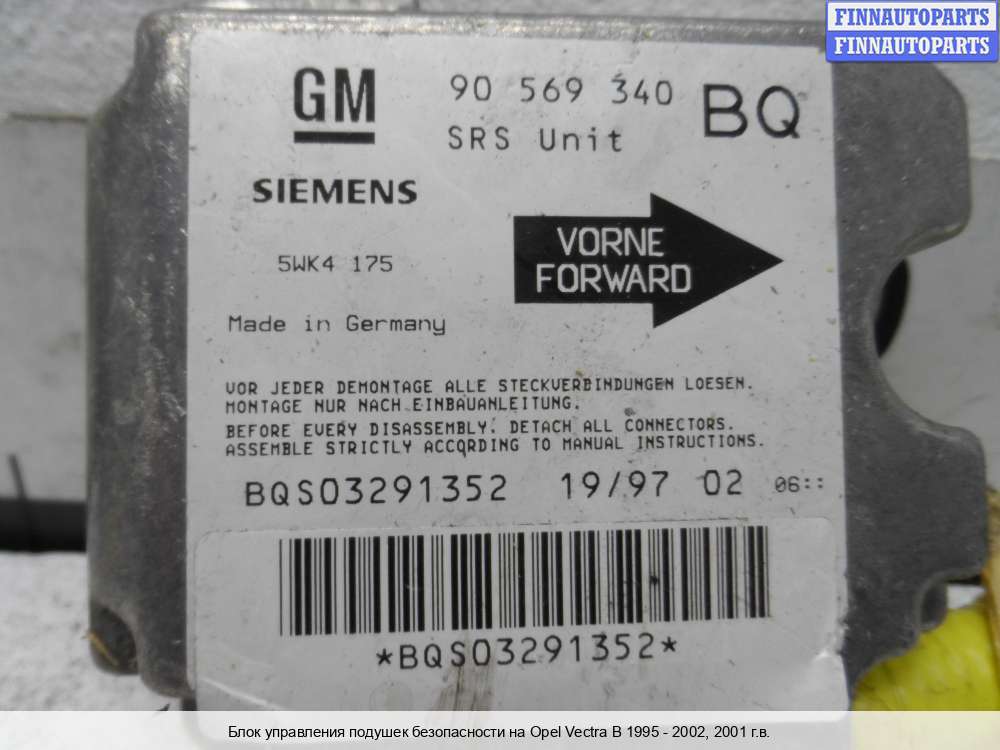 FINNAUTOPARTS
FINNAUTOPARTS
GM
90 569 340
BQ
SRS Unit
SIEMENS
VORNE
FORWARD
5WK4 175
Made in Germany
VOR JEDER DEMONTAGE ALLE STECKVERBINDUNGEN LOESEN.
MONTAGE NUR NACH EINBAUANLEITUNG.
BEFORE EVERY DISASSEMBLY. DETACH ALL CONNECTORS.
ASSEMBLE STRICTLY ACCORDING TO MANUAL INSTRUCTIONS.
BQS03291352 19/97 02 06::
*BQS03291352*
Блок управления подушек безопасности на Opel Vectra B 1995 - 2002, 2001 г.в.